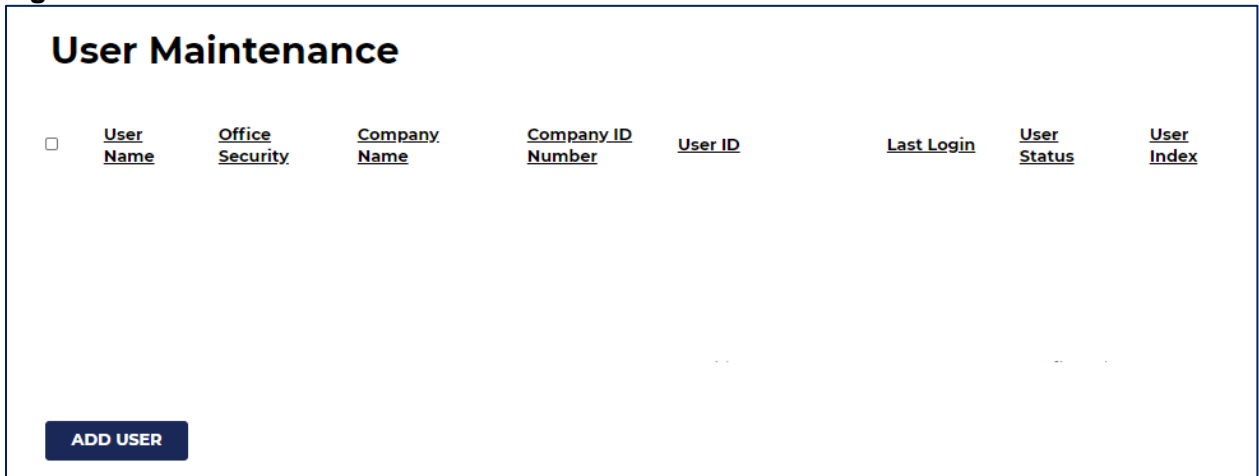 User Maintenance
User Office Company Company ID User ID Last Login User User
Name Security Name Number Status Index
ADD USER